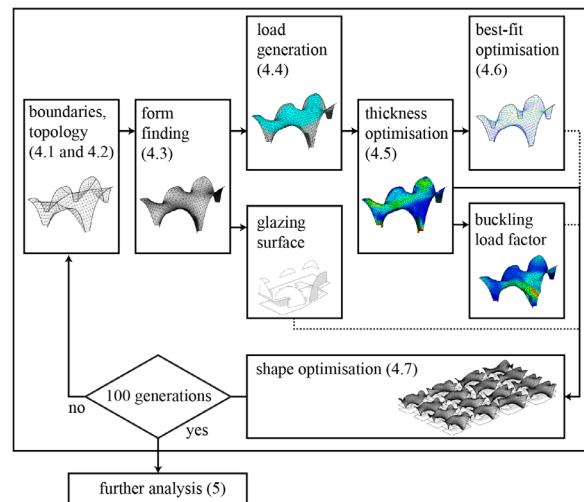 boundaries,
topology
(4.1 and 4.2)
form
finding
(4.3)
load
generation
(4.4)
glazing
surface
thickness
optimisation
(4.5)
best-fit
optimisation
(4.6)
buckling
load factor
shape optimisation (4.7)
100 generations
no
yes
further analysis (5)